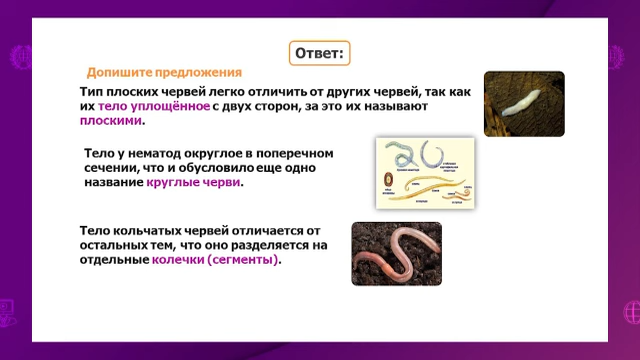 Ответ:
Допишите предложения
Тип плоских червей легко отличить от других червей, так как
их тело уплощённое с двух сторон, за это их называют
плоскими.
Тело у нематод округлое в поперечном
сечении, что и обусловило еще одно
название круглые черви.
Тело кольчатых червей отличается от
остальных тем, что оно разделяется на
отдельные колечки (сегменты).